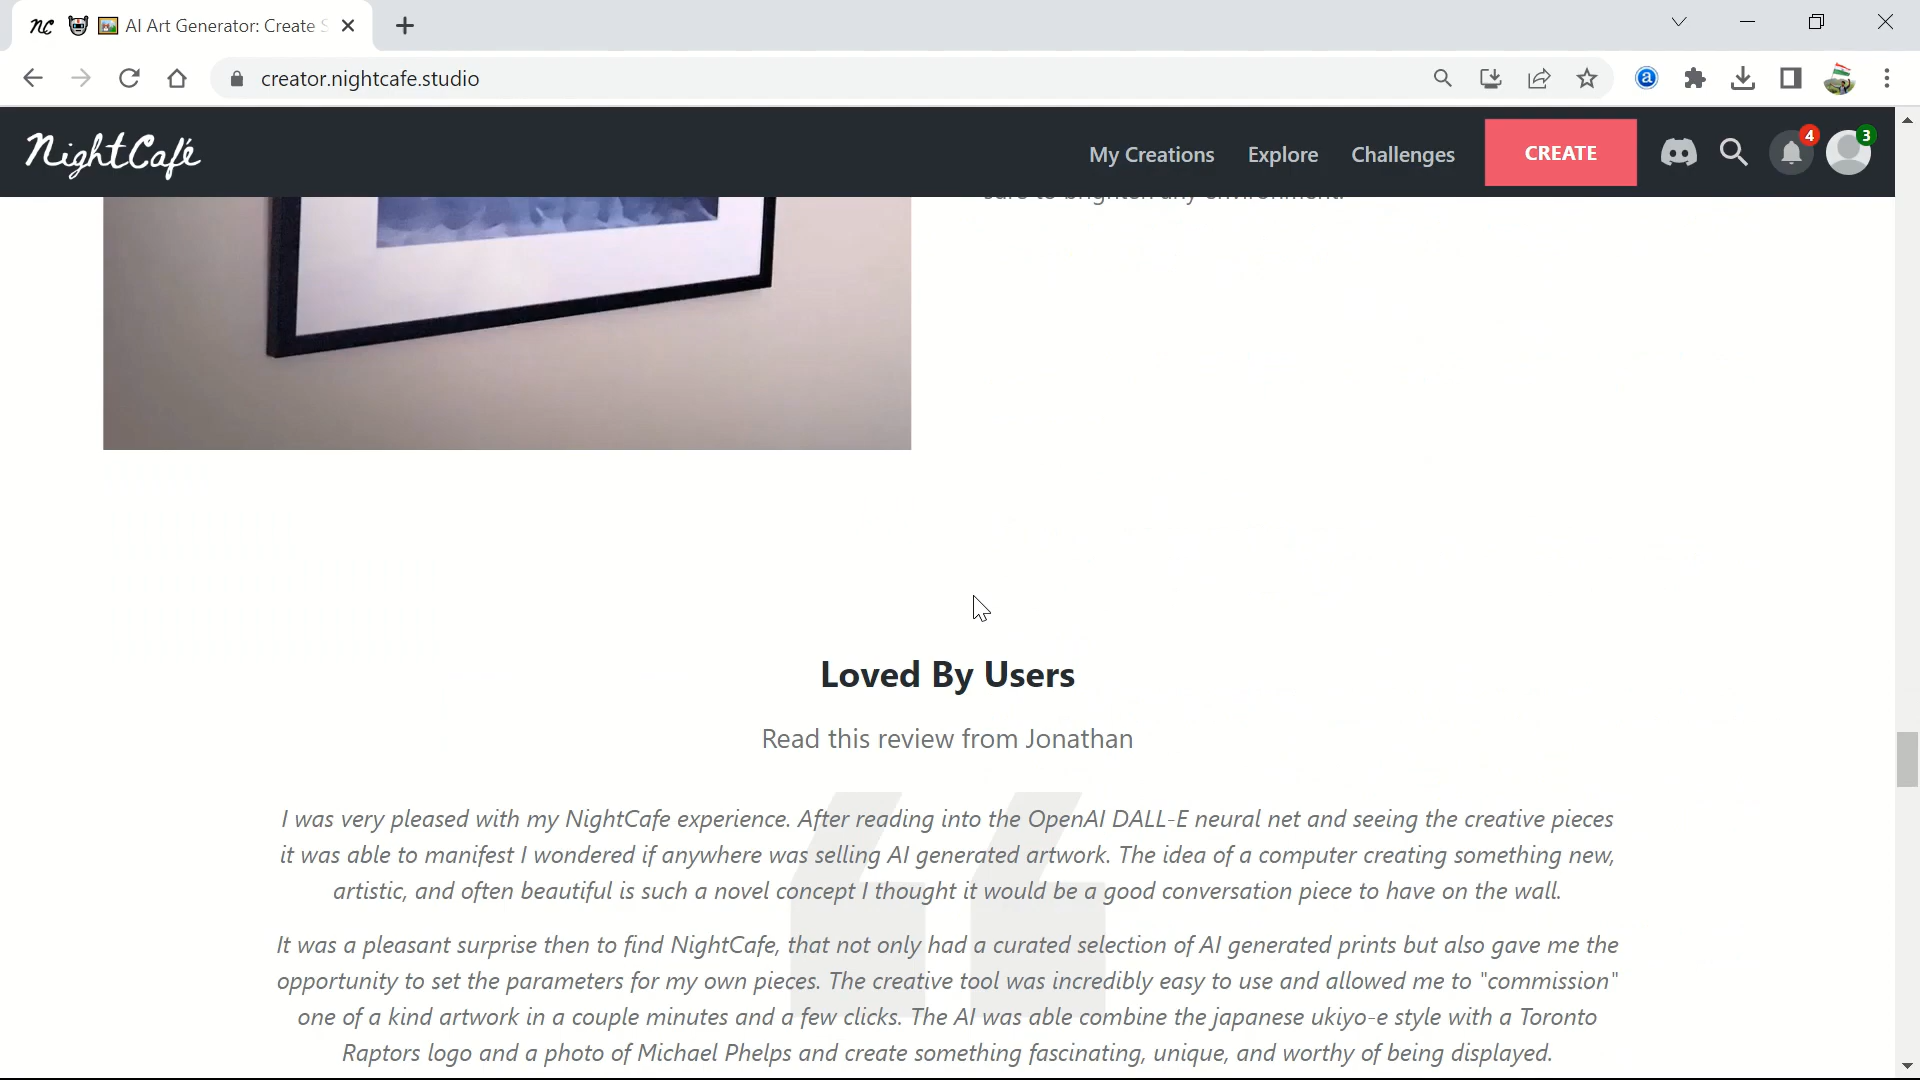 AI Art Generator: Create S
creator.nightcafe.studio
NightCafé
My Creations
Explore
Challenges
CREATE
4
3
sure to brighten any environment.
Loved By Users
Read this review from Jonathan
I was very pleased with my NightCafe experience. After reading into the OpenAI DALL-E neural net and seeing the creative pieces
it was able to manifest I wondered if anywhere was selling AI generated artwork. The idea of a computer creating something new,
artistic, and often beautiful is such a novel concept I thought it would be a good conversation piece to have on the wall.
It was a pleasant surprise then to find NightCafe, that not only had a curated selection of AI generated prints but also gave me the
opportunity to set the parameters for my own pieces. The creative tool was incredibly easy to use and allowed me to "commission"
one of a kind artwork in a couple minutes and a few clicks. The AI was able combine the japanese ukiyo-e style with a Toronto
Raptors logo and a photo of Michael Phelps and create something fascinating, unique, and worthy of being displayed.